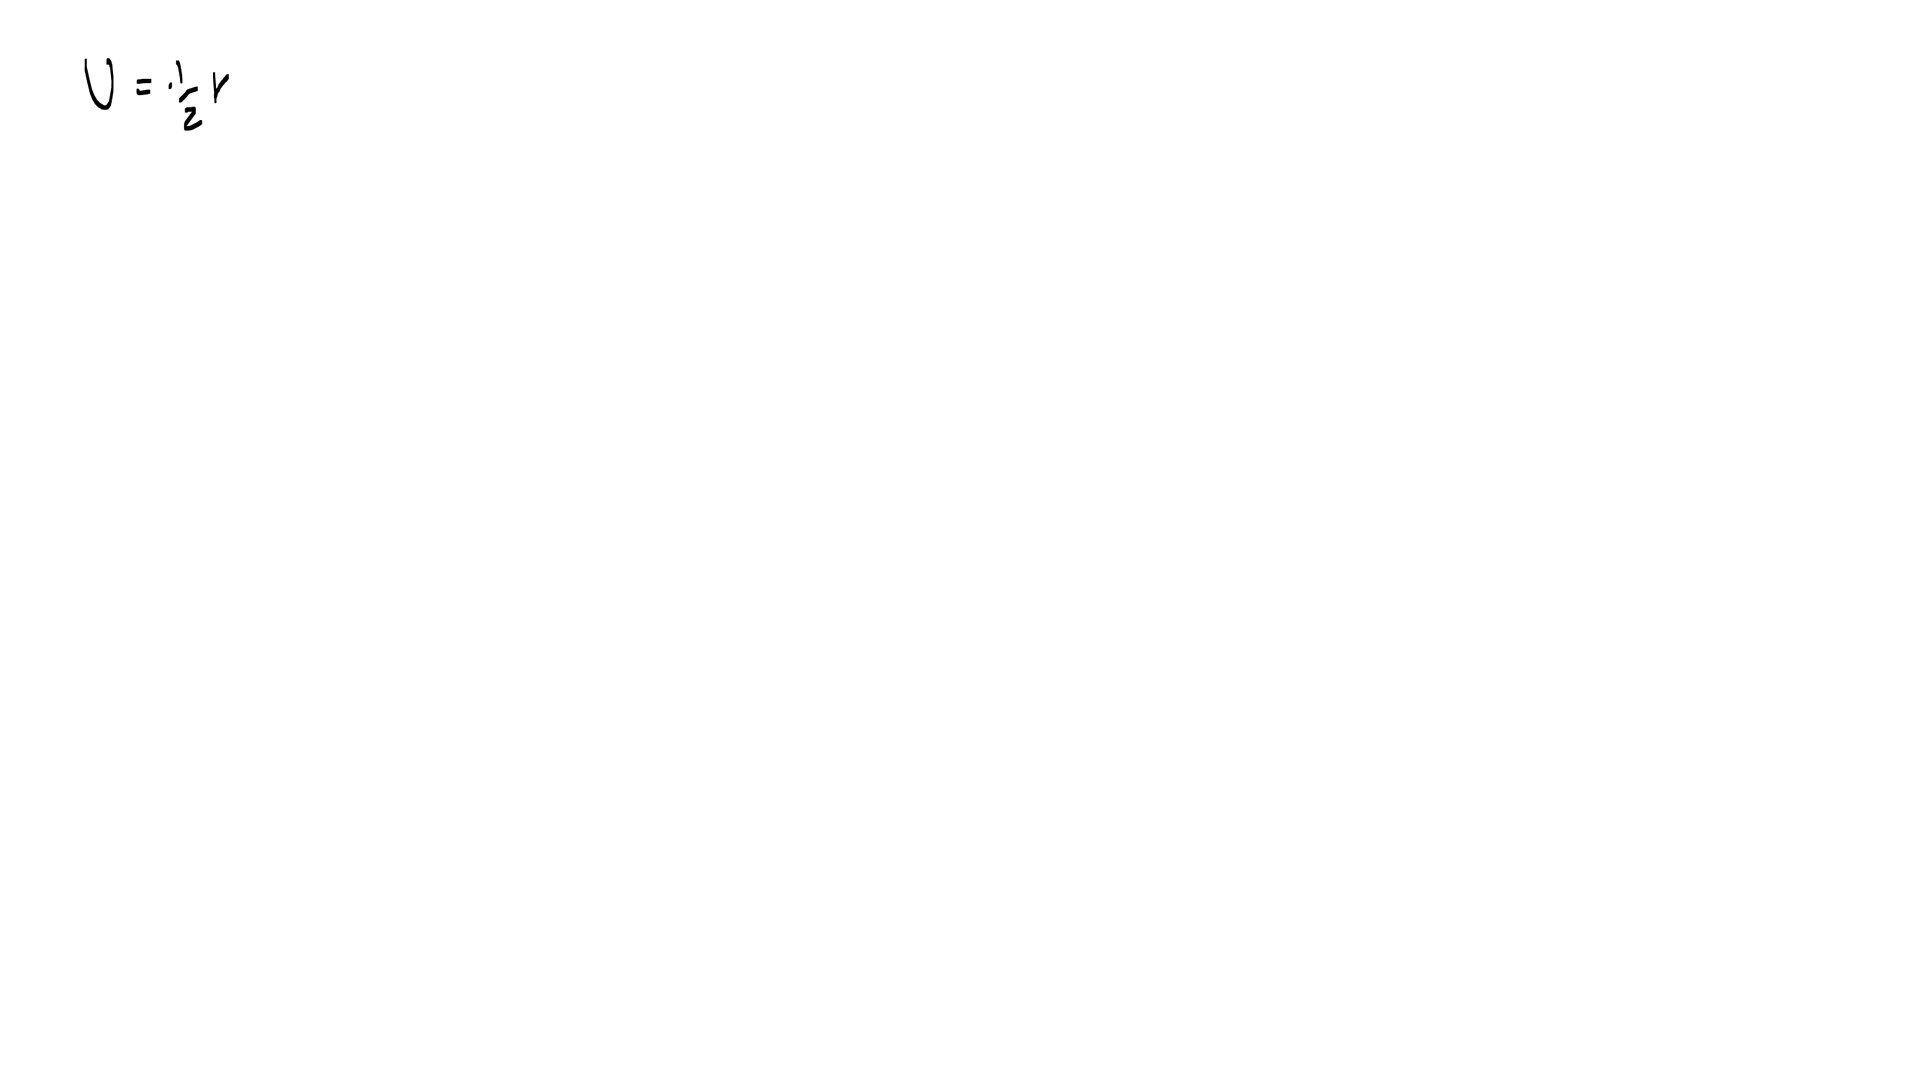 U = 1/2 r